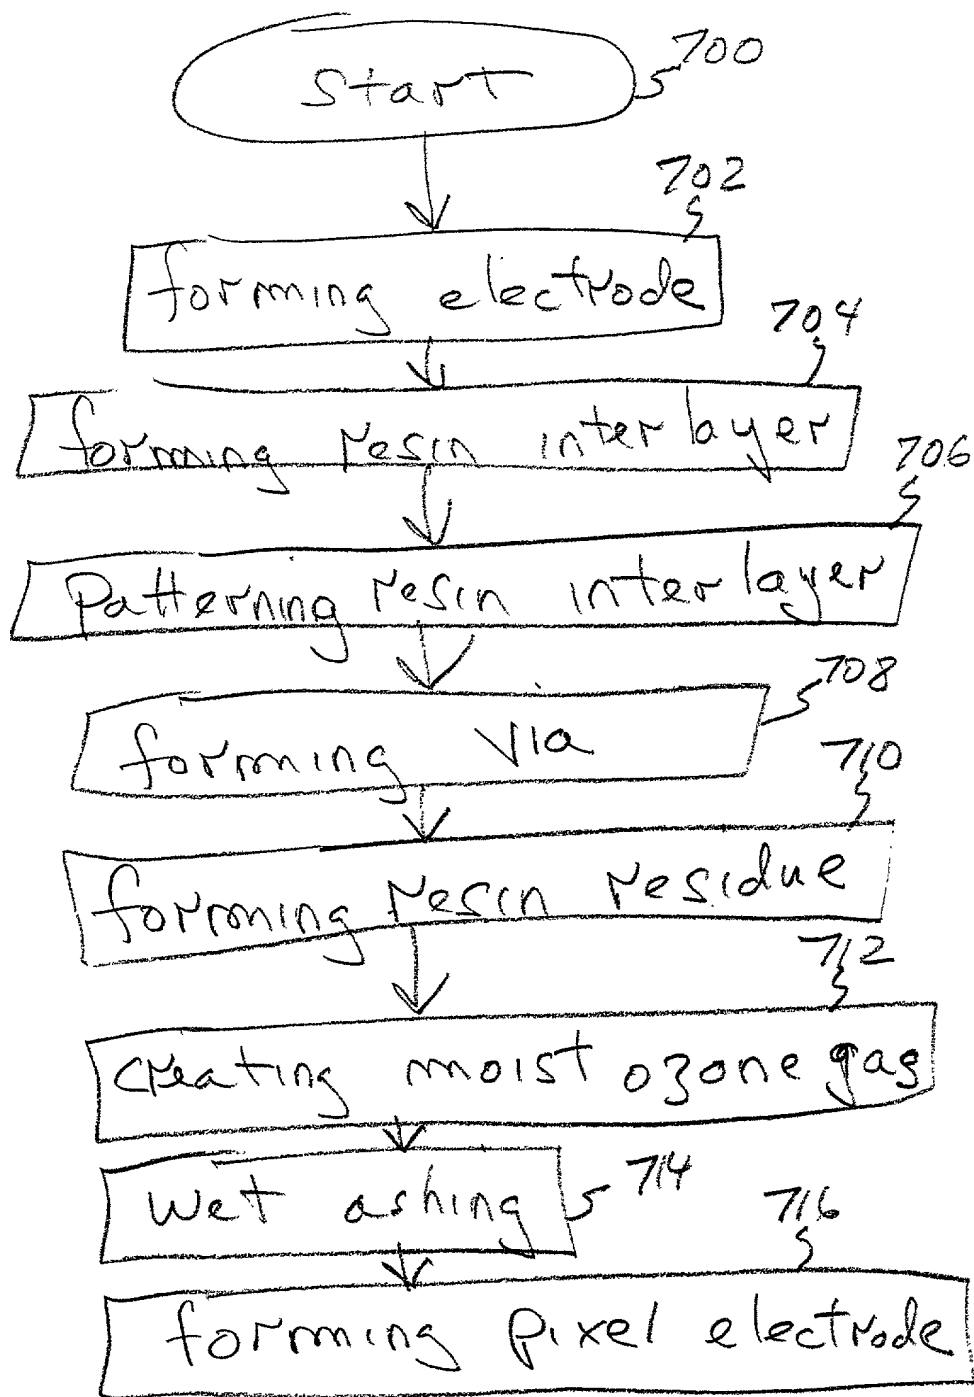 700
Start
702
forming electrode
704
forming resin interlayer
706
Patterning resin interlayer
708
forming via
710
forming resin residue
712
creating moist ozone gas
wet ashing 714
716
forming pixel electrode